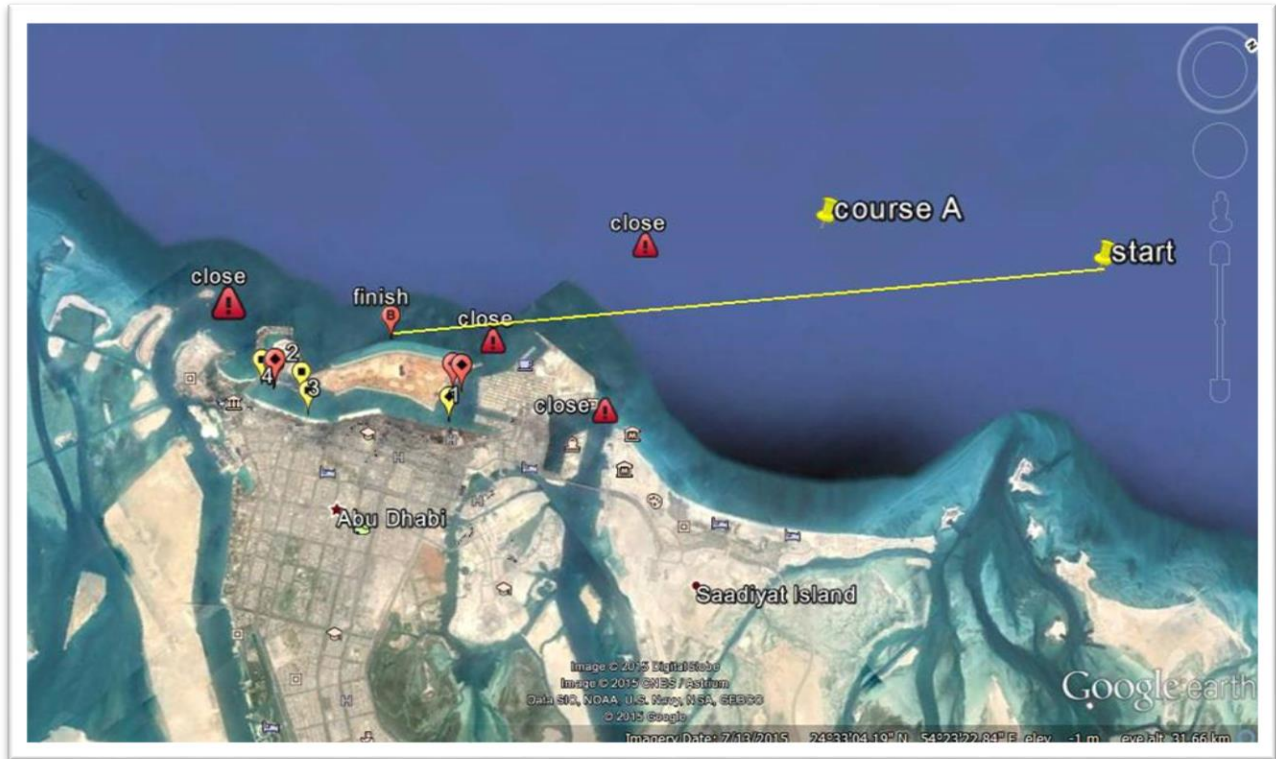 N
course A
close
start
close
finish
B
close
2
4
3
1
close
H
H
Abu Dhabi
Saadiyat Island
H
Image © 2015 DigitalGlobe
Image © 2015 CNES / Astrium
Data SIO, NOAA, U.S. Navy, NGA, GEBCO
© 2015 Google
Google earth
Imagery Date: 7/13/2015 24°33'04.19" N 54°23'22.84" E elev -1 m eye alt 31.66 km